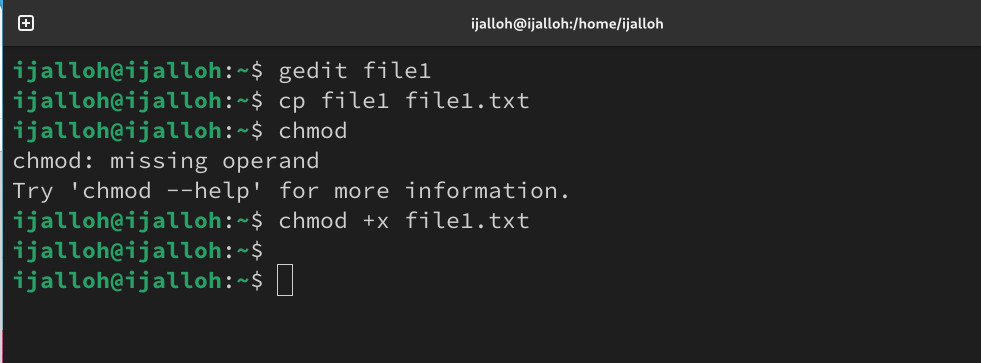 ijalloh@ijalloh:/home/ijalloh
ijalloh@ijalloh:~$ gedit file1
ijalloh@ijalloh:~$ cp file1 file1.txt
ijalloh@ijalloh:~$ chmod
chmod: missing operand
Try 'chmod --help' for more information.
ijalloh@ijalloh:~$ chmod +x file1.txt
ijalloh@ijalloh:~$
ijalloh@ijalloh:~$